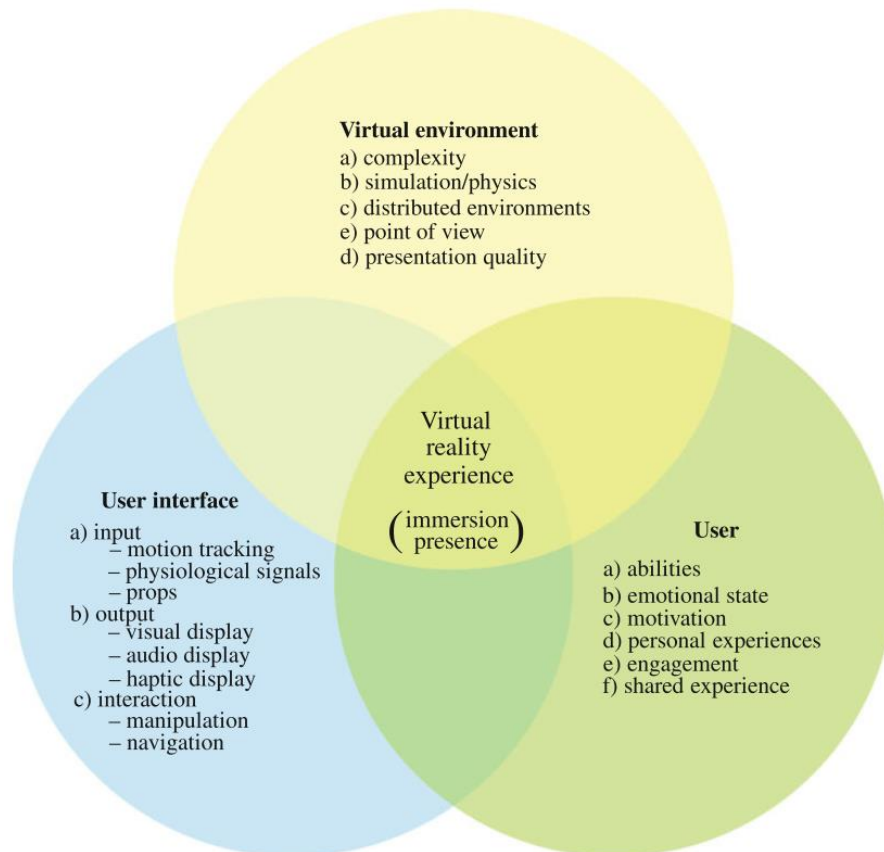 Virtual environment
a) complexity
b) simulation/physics
c) distributed environments
e) point of view
d) presentation quality
Virtual
reality
experience
(immersion
presence)
User interface
a) input
– motion tracking
– physiological signals
– props
b) output
– visual display
– audio display
– haptic display
c) interaction
– manipulation
– navigation
User
a) abilities
b) emotional state
c) motivation
d) personal experiences
e) engagement
f) shared experience